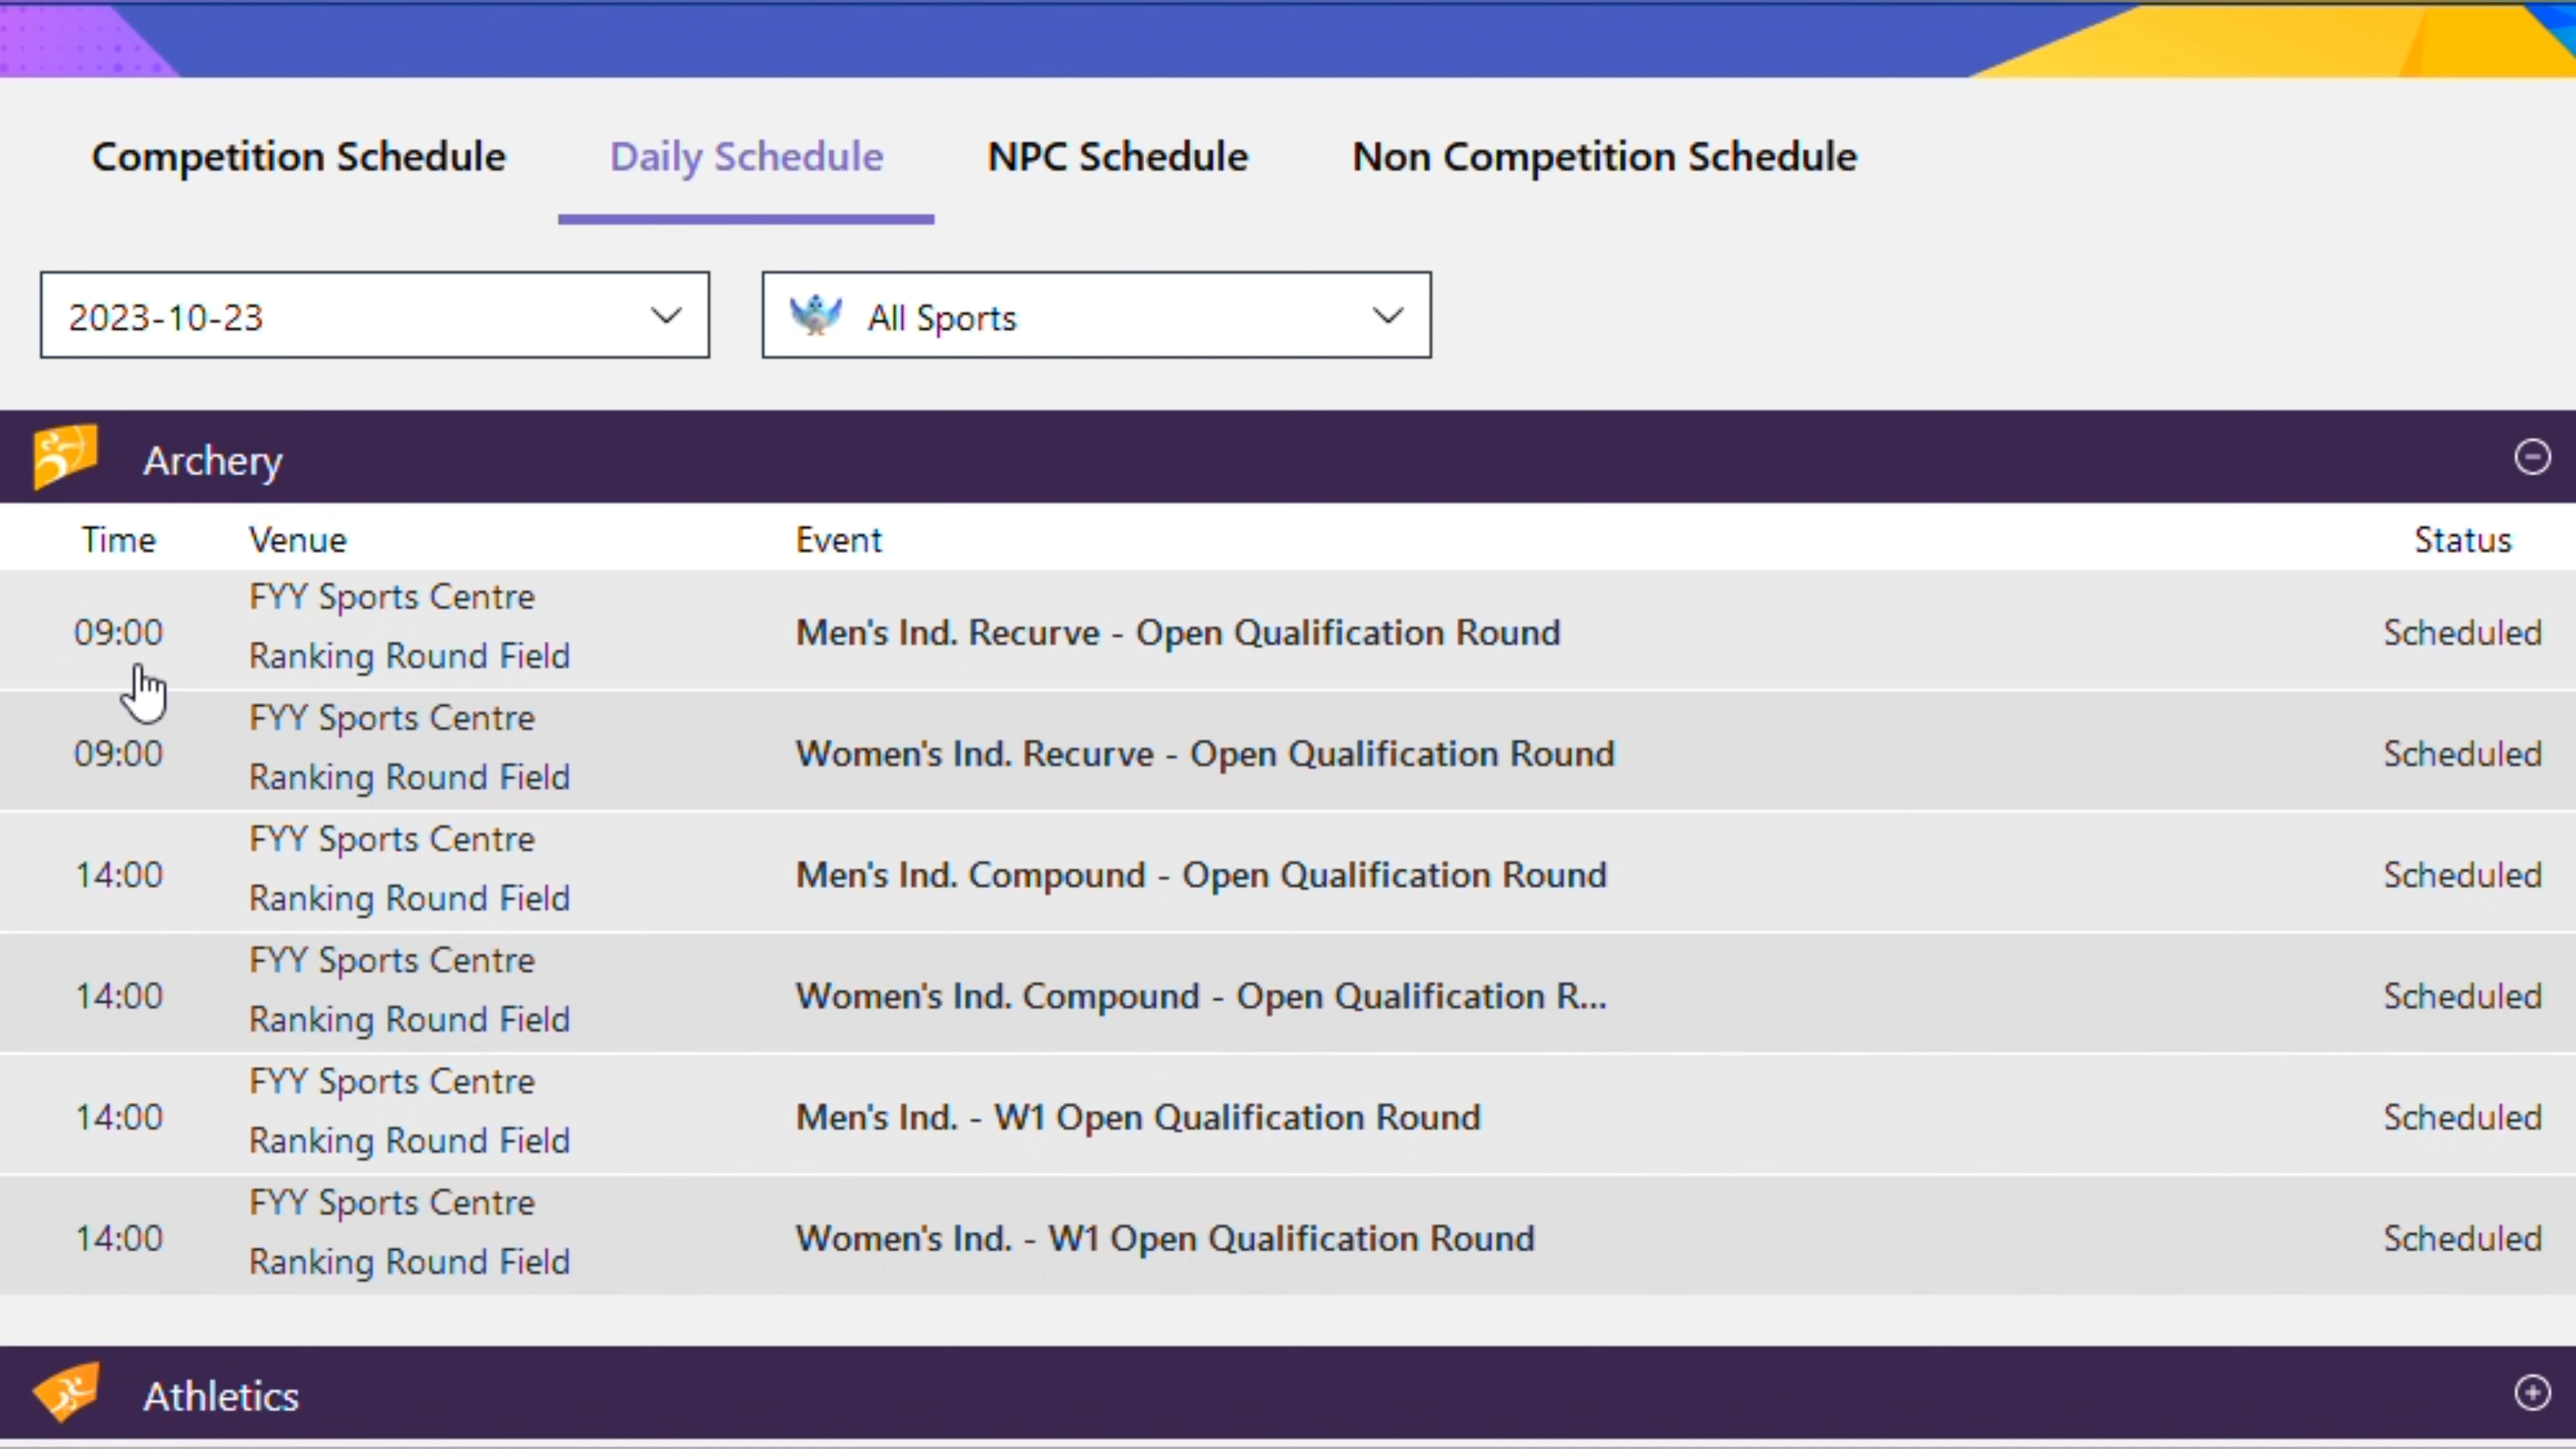 Competition Schedule
Daily Schedule
NPC Schedule
Non Competition Schedule
2023-10-23
All Sports
Archery
Time Venue Event Status
FYY Sports Centre
09:00 Men's Ind. Recurve - Open Qualification Round Scheduled
Ranking Round Field
FYY Sports Centre
09:00 Women's Ind. Recurve - Open Qualification Round Scheduled
Ranking Round Field
FYY Sports Centre
14:00 Men's Ind. Compound - Open Qualification Round Scheduled
Ranking Round Field
FYY Sports Centre
14:00 Women's Ind. Compound - Open Qualification R... Scheduled
Ranking Round Field
FYY Sports Centre
14:00 Men's Ind. - W1 Open Qualification Round Scheduled
Ranking Round Field
FYY Sports Centre
14:00 Women's Ind. - W1 Open Qualification Round Scheduled
Ranking Round Field
Athletics